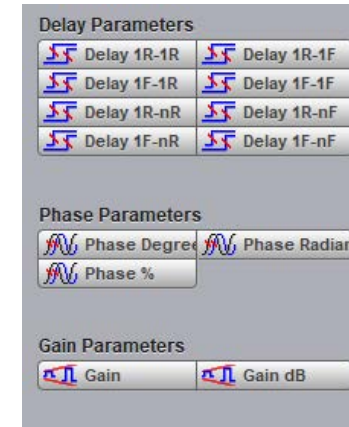 Delay Parameters
Delay 1R-1R Delay 1R-1F
Delay 1F-1R Delay 1F-1F
Delay 1R-nR Delay 1R-nF
Delay 1F-nR Delay 1F-nF
Phase Parameters
Phase Degree Phase Radian
Phase %
Gain Parameters
Gain Gain dB